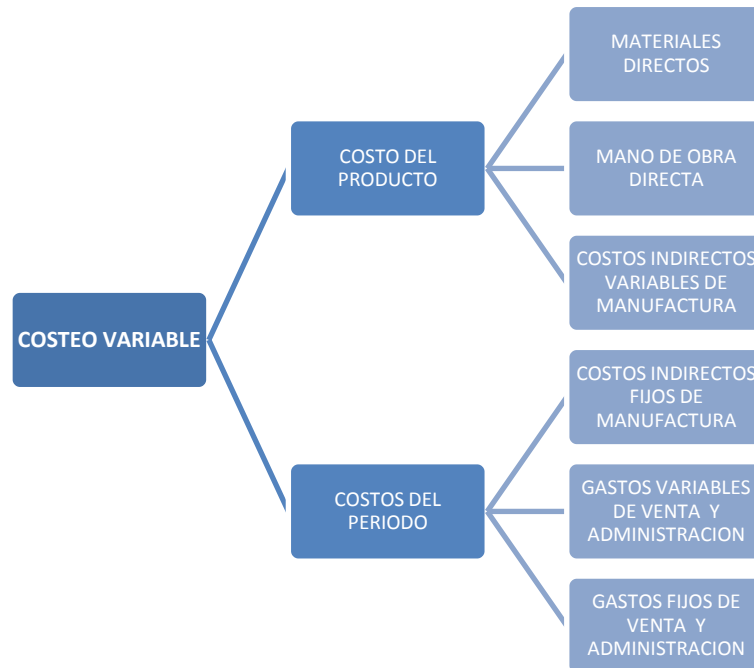 COSTEO VARIABLE
COSTO DEL
PRODUCTO
MATERIALES
DIRECTOS
MANO DE OBRA
DIRECTA
COSTOS INDIRECTOS
VARIABLES DE
MANUFACTURA
COSTOS DEL
PERIODO
COSTOS INDIRECTOS
FIJOS DE
MANUFACTURA
GASTOS VARIABLES
DE VENTA Y
ADMINISTRACION
GASTOS FIJOS DE
VENTA Y
ADMINISTRACION